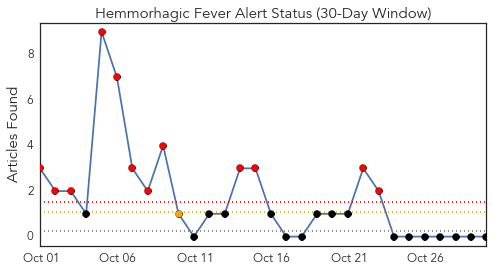 Hemmorhagic Fever Alert Status (30-Day Window)
Articles Found
8
6
4
2
0
Oct 01 Oct 06 Oct 11 Oct 16 Oct 21 Oct 26